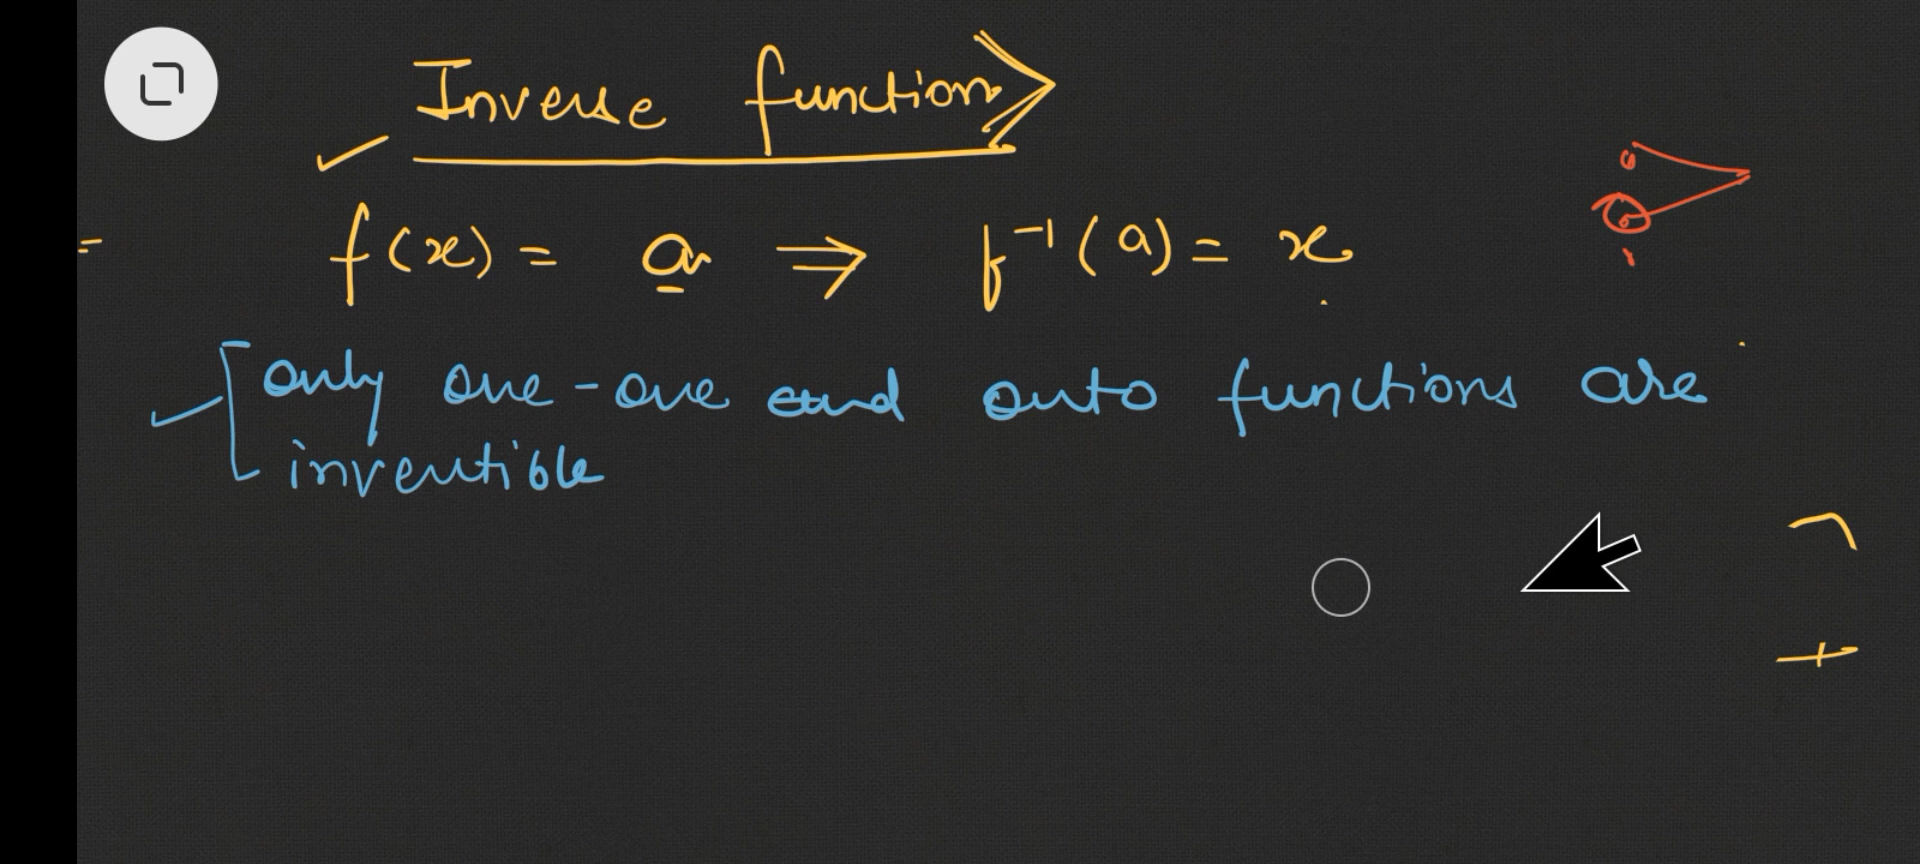 Inverse function
= f(x) = a ⇒ f⁻¹(a) = x
only one-one and onto functions are
invertible